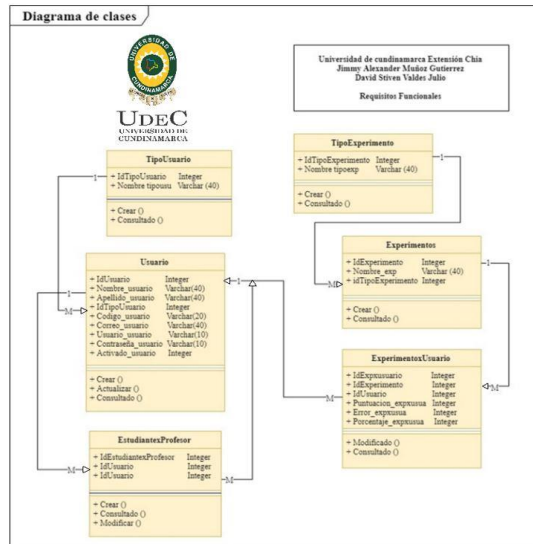 Diagrama de clases
UNIVERSIDAD DE
CUNDINAMARCA
UDEC
UNIVERSIDAD DE
CUNDINAMARCA
Universidad de cundinamarca Extensión Chia
Jimmy Alexander Muñoz Gutierrez
David Stiven Valdes Julio
Requisitos Funcionales
TipoUsuario
+ IdTipoUsuario Integer
+ Nombre tipousu Varchar (40)
+ Crear ()
+ Consultado ()
TipoExperimento
+ IdTipoExperimento Integer
+ Nombre tipoexp Varchar (40)
+ Crear ()
+ Consultado ()
1
M
1
M
Usuario
+ IdUsuario Integer
+ Nombre_usuario Varchar(40)
+ Apellido_usuario Varchar(40)
+ IdTipoUsuario Integer
+ Codigo_usuario Varchar(20)
+ Correo_usuario Varchar(40)
+ Usuario_usuario Varchar(10)
+ Contraseña_usuario Varchar(10)
+ Activado_usuario Integer
+ Crear ()
+ Actualizar ()
+ Consultado ()
1
1
Experimentos
+ IdExperimento Integer
+ Nombre_exp Varchar (40)
+ idTipoExperimento Integer
+ Crear ()
+ Consultado ()
1
M
ExperimentoxUsuario
+ IdExpxusuario Integer
+ IdExperimento Integer
+ IdUsuario Integer
+ Puntuacion_expxusua Integer
+ Error_expxusua Integer
+ Porcentaje_expxusua Integer
+ Modificado ()
+ Consultado ()
M
EstudiantexProfesor
+ IdEstudiantexProfesor Integer
+ IdUsuario Integer
+ IdUsuario Integer
+ Crear ()
+ Consultado ()
+ Modificar ()
M
M